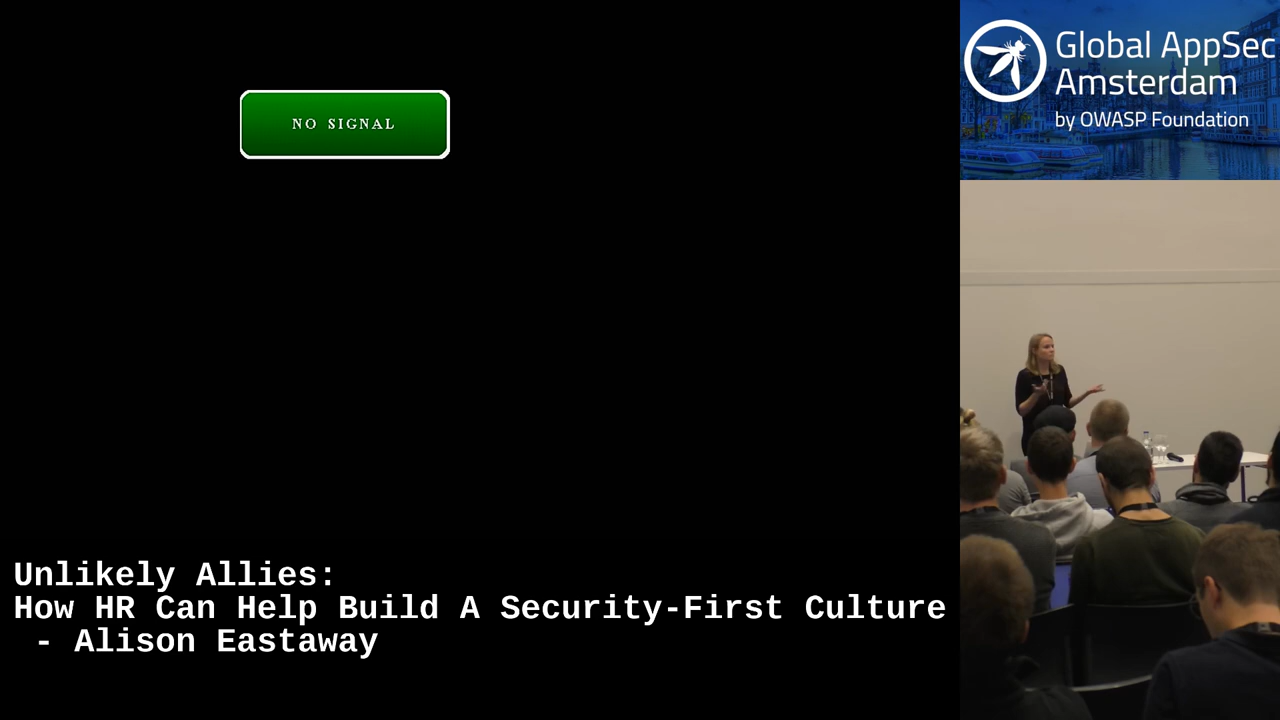 NO SIGNAL
Global AppSec
Amsterdam
by OWASP Foundation
Unlikely Allies:
How HR Can Help Build A Security-First Culture
- Alison Eastaway